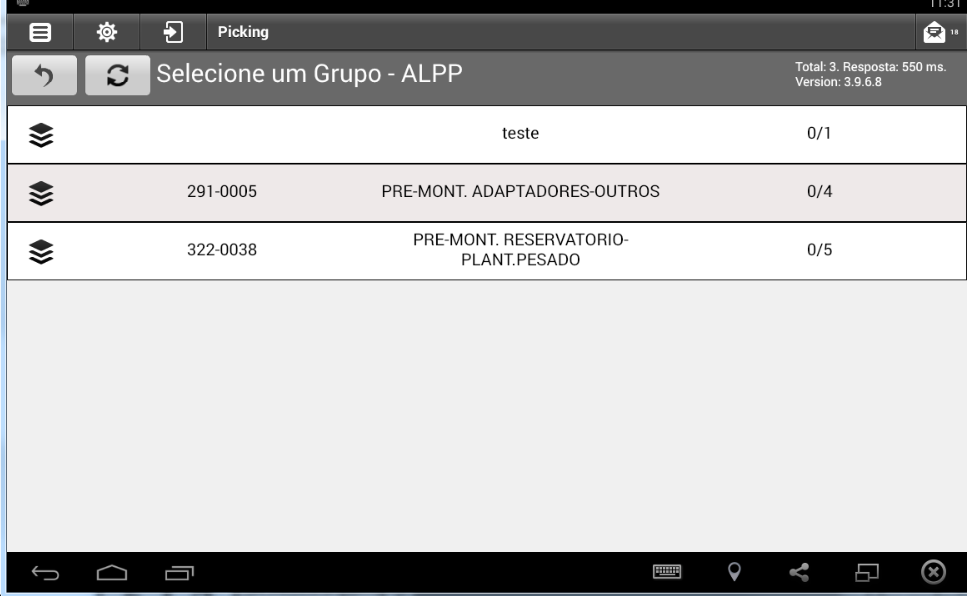 11:31
Picking
18
Selecione um Grupo - ALPP
Total: 3. Resposta: 550 ms.
Version: 3.9.6.8
teste 0/1
291-0005 PRE-MONT. ADAPTADORES-OUTROS 0/4
322-0038 PRE-MONT. RESERVATORIO-
PLANT.PESADO 0/5